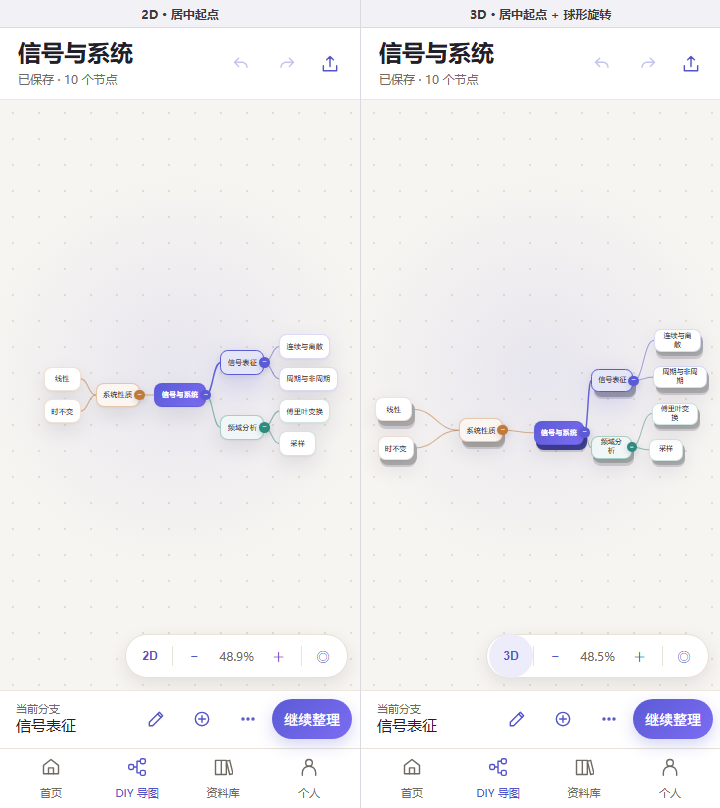 2D · 居中起点
信号与系统
已保存 · 10 个节点
线性
时不变
系统性质
信号与系统
信号表征
频域分析
连续与离散
周期与非周期
傅里叶变换
采样
2D
− 48.9% +
当前分支
信号表征
继续整理
首页
DIY 导图
资料库
个人
3D · 居中起点 + 球形旋转
信号与系统
已保存 · 10 个节点
线性
时不变
系统性质
信号与系统
信号表征
频域分
析
连续与离
散
周期与非周
期
傅里叶变
换
采样
3D
− 48.5% +
当前分支
信号表征
继续整理
首页
DIY 导图
资料库
个人